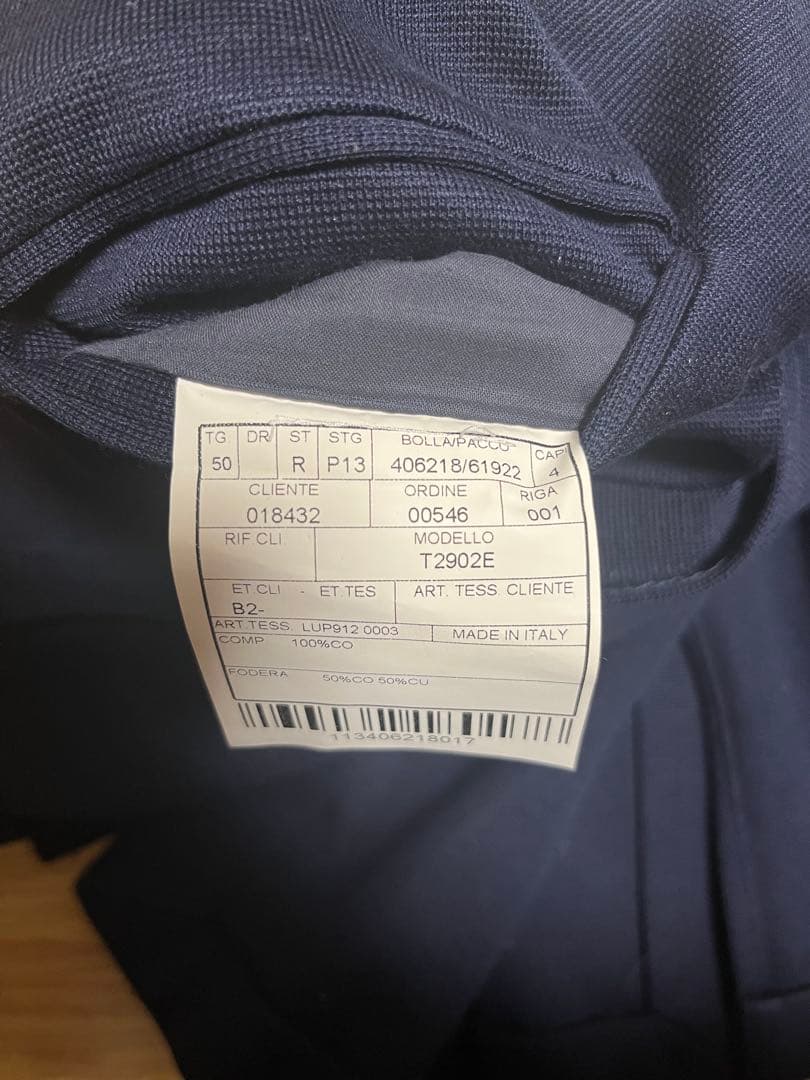 TG DR ST STG BOLLA/PACCO CAPI
50 R P13 406218/61922 4
CLIENTE ORDINE RIGA
018432 00546 001
RIF CLI MODELLO
T2902E
ET.CLI - ET TES ART. TESS. CLIENTE
B2-
ART.TESS. LUP912 0003 MADE IN ITALY
COMP 100%CO
FODERA 50%CO 50%CU
113406218017